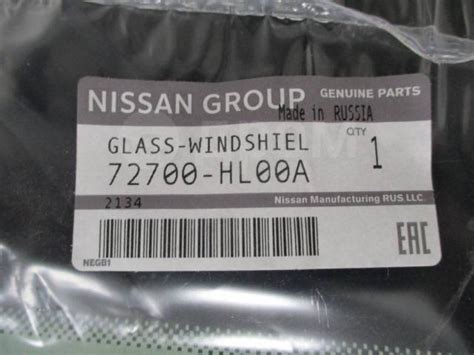 NISSAN GROUP GENUINE PARTS
Made in RUSSIA
GLASS-WINDSHIEL QTY
72700-HL00A 1
2134 Nissan Manufacturing RUS LLC.
NEGB1 EAC